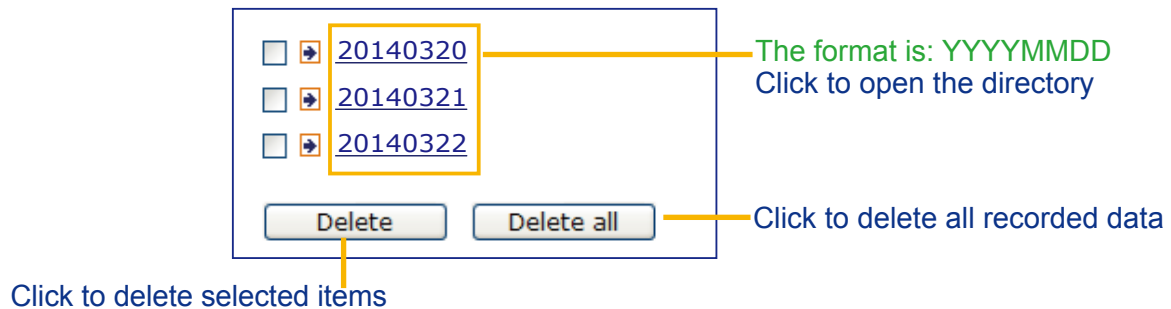 20140320
The format is: YYYYMMDD
Click to open the directory
20140321
20140322
Delete
Delete all
Click to delete all recorded data
Click to delete selected items